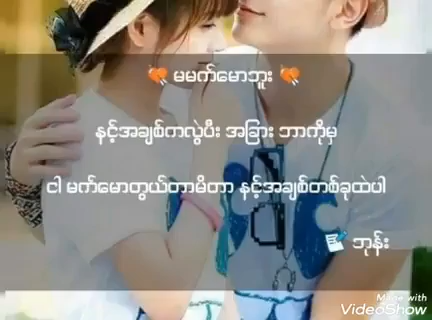 💘 မမက်မောဘူး 💘
နင့်အချစ်ကလွဲပီး အခြား ဘာကိုမှ
ငါ မက်မောတွယ်တာမိတာ နင့်အချစ်တစ်ခုထဲပါ
📝 ဘုန်း
Made with
VideoShow